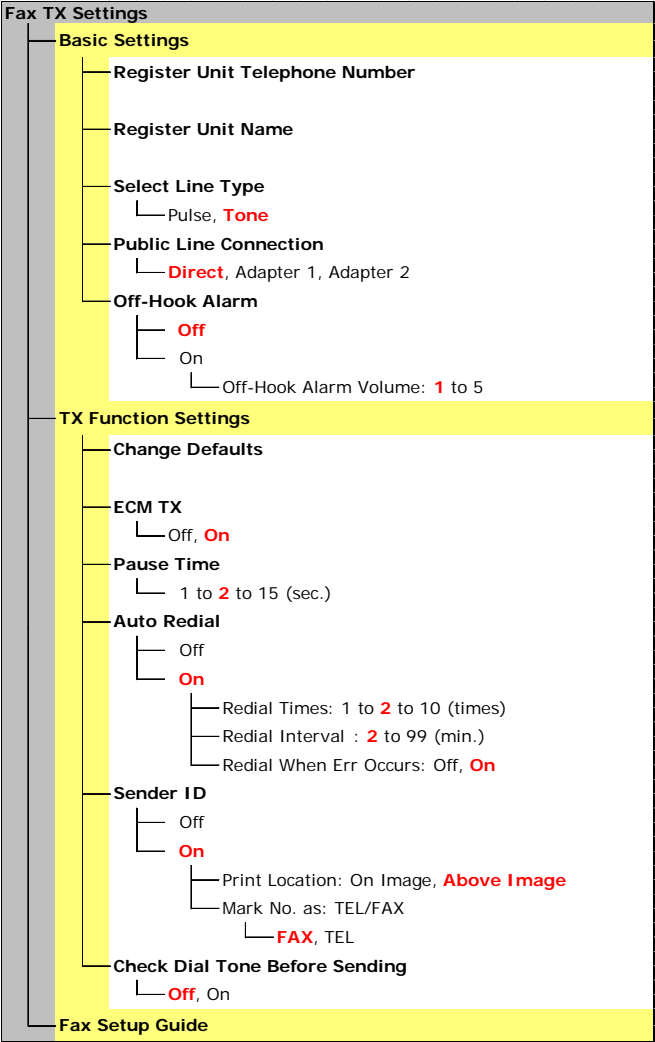 Fax TX Settings
Basic Settings
Register Unit Telephone Number
Register Unit Name
Select Line Type
Pulse, Tone
Public Line Connection
Direct, Adapter 1, Adapter 2
Off-Hook Alarm
Off
On
Off-Hook Alarm Volume: 1 to 5
TX Function Settings
Change Defaults
ECM TX
Off, On
Pause Time
1 to 2 to 15 (sec.)
Auto Redial
Off
On
Redial Times: 1 to 2 to 10 (times)
Redial Interval : 2 to 99 (min.)
Redial When Err Occurs: Off, On
Sender ID
Off
On
Print Location: On Image, Above Image
Mark No. as: TEL/FAX
FAX, TEL
Check Dial Tone Before Sending
Off, On
Fax Setup Guide